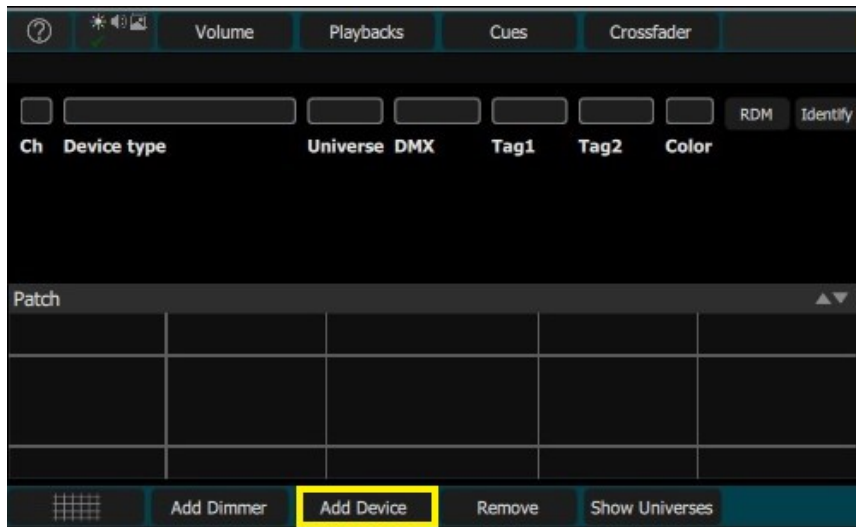 Volume Playbacks Cues Crossfader
RDM Identify
Ch Device type Universe DMX Tag1 Tag2 Color
Patch
Add Dimmer Add Device Remove Show Universes